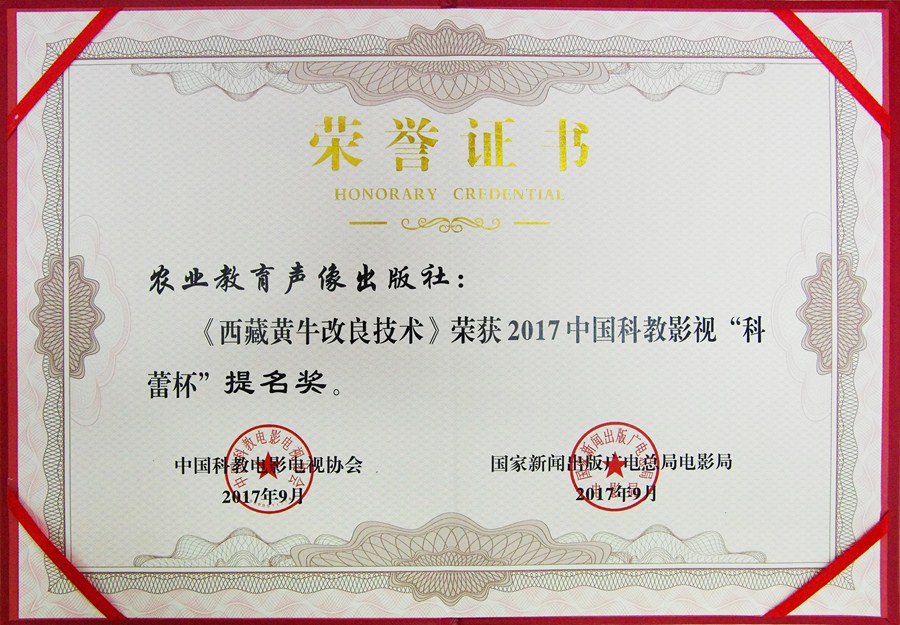 荣誉证书
HONORARY CREDENTIAL
农业教育声像出版社：
《西藏黄牛改良技术》荣获2017中国科教影视“科
蕾杯”提名奖。
中国科教电影电视协会
2017年9月
国家新闻出版广电总局电影局
2017年9月